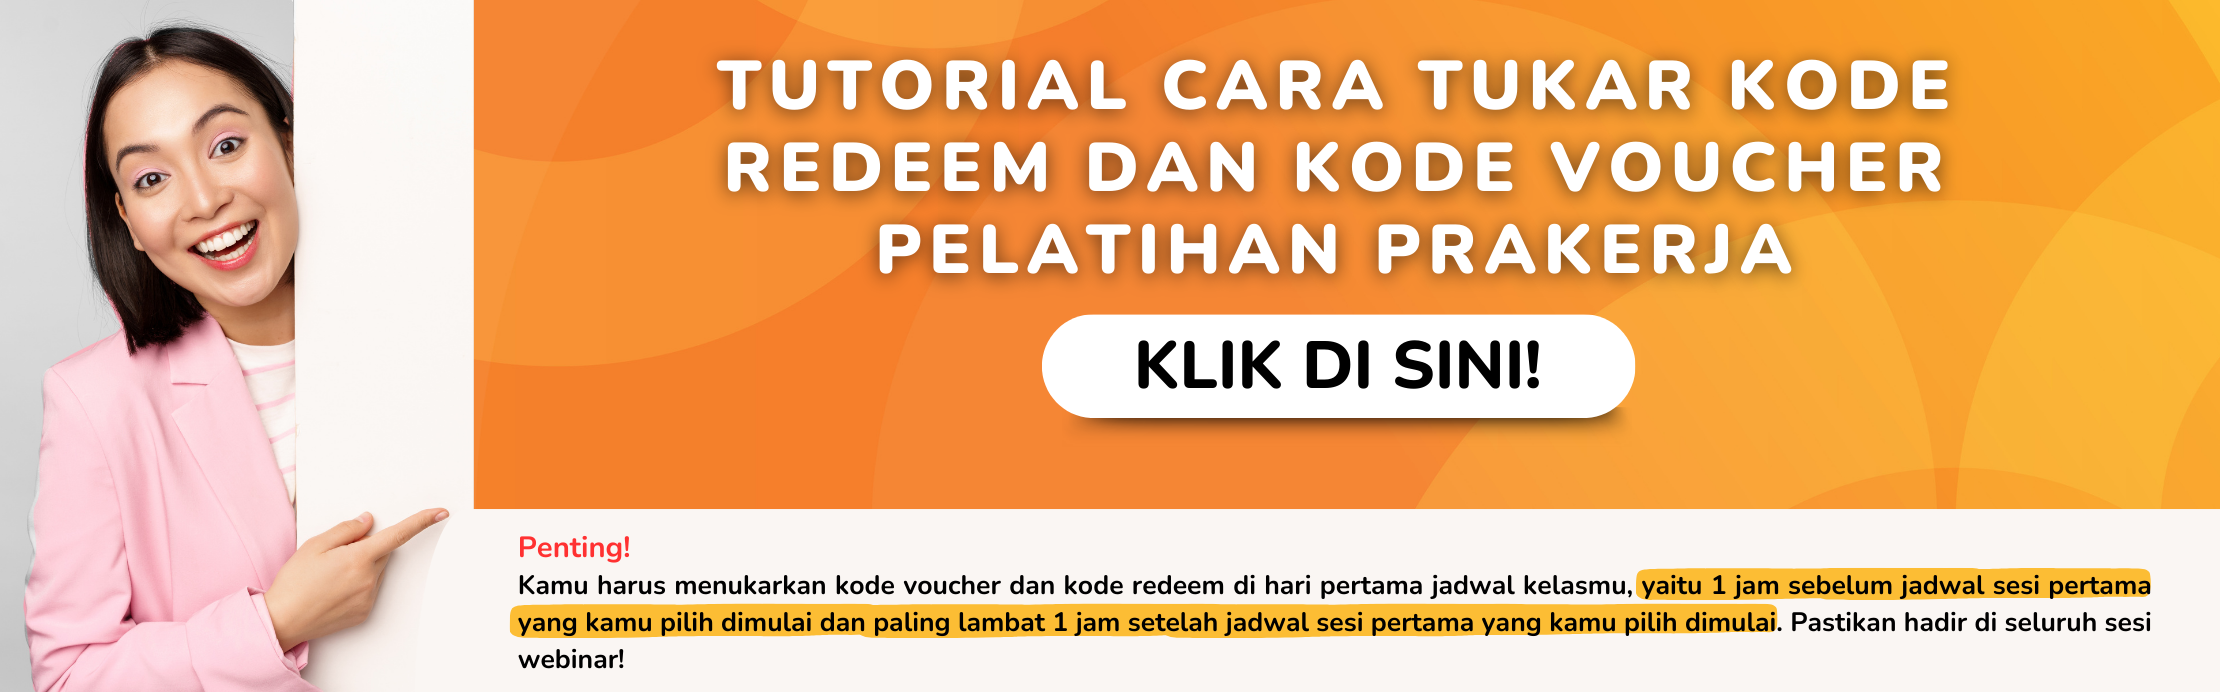 TUTORIAL CARA TUKAR KODE
REDEEM DAN KODE VOUCHER
PELATIHAN PRAKERJA
KLIK DI SINI!
Penting!
Kamu harus menukarkan kode voucher dan kode redeem di hari pertama jadwal kelasmu, yaitu 1 jam sebelum jadwal sesi pertama
yang kamu pilih dimulai dan paling lambat 1 jam setelah jadwal sesi pertama yang kamu pilih dimulai. Pastikan hadir di seluruh sesi
webinar!